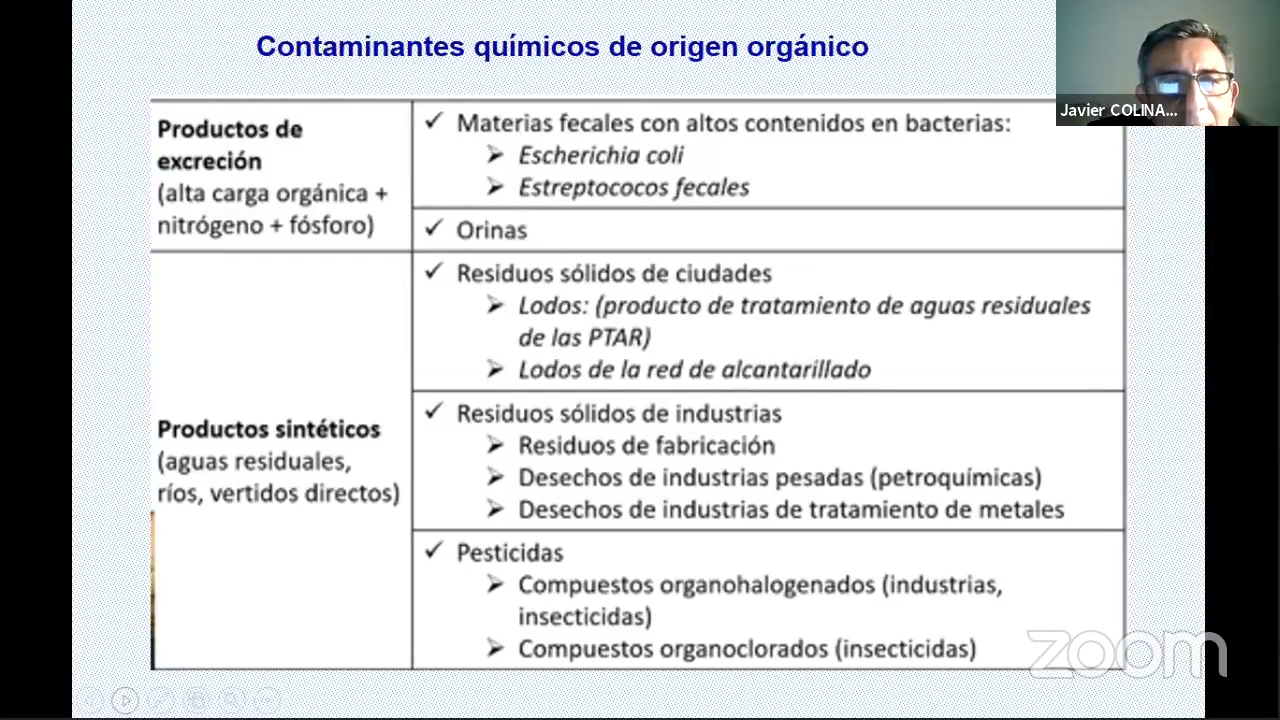 Contaminantes químicos de origen orgánico
Javier COLINA...
Productos de
excreción
(alta carga orgánica +
nitrógeno + fósforo)
✓ Materias fecales con altos contenidos en bacterias:
➢ Escherichia coli
➢ Estreptococos fecales
✓ Orinas
Productos sintéticos
(aguas residuales,
ríos, vertidos directos)
✓ Residuos sólidos de ciudades
➢ Lodos: (producto de tratamiento de aguas residuales
de las PTAR)
➢ Lodos de la red de alcantarillado
✓ Residuos sólidos de industrias
➢ Residuos de fabricación
➢ Desechos de industrias pesadas (petroquímicas)
➢ Desechos de industrias de tratamiento de metales
✓ Pesticidas
➢ Compuestos organohalogenados (industrias,
insecticidas)
➢ Compuestos organoclorados (insecticidas)
zoom